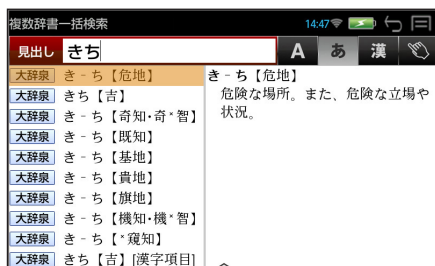 複数辞書一括検索 14:47
見出し きち A あ 漢
大辞泉 き‐ち【危地】
大辞泉 きち【吉】
大辞泉 き‐ち【奇知・奇×智】
大辞泉 き‐ち【既知】
大辞泉 き‐ち【基地】
大辞泉 き‐ち【貴地】
大辞泉 き‐ち【旗地】
大辞泉 き‐ち【機知・機×智】
大辞泉 き‐ち【×窺知】
大辞泉 きち【吉】[漢字項目]
き‐ち【危地】
危険な場所。また、危険な立場や
状況。